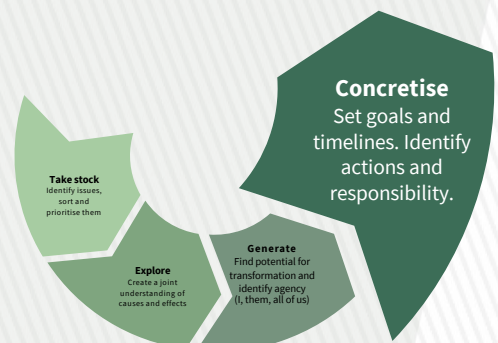 Take stock
Identify issues,
sort and
prioritise them
Explore
Create a joint
understanding of
causes and effects
Generate
Find potential for
transformation and
identify agency
(I, them, all of us)
Concretise
Set goals and
timelines. Identify
actions and
responsibility.